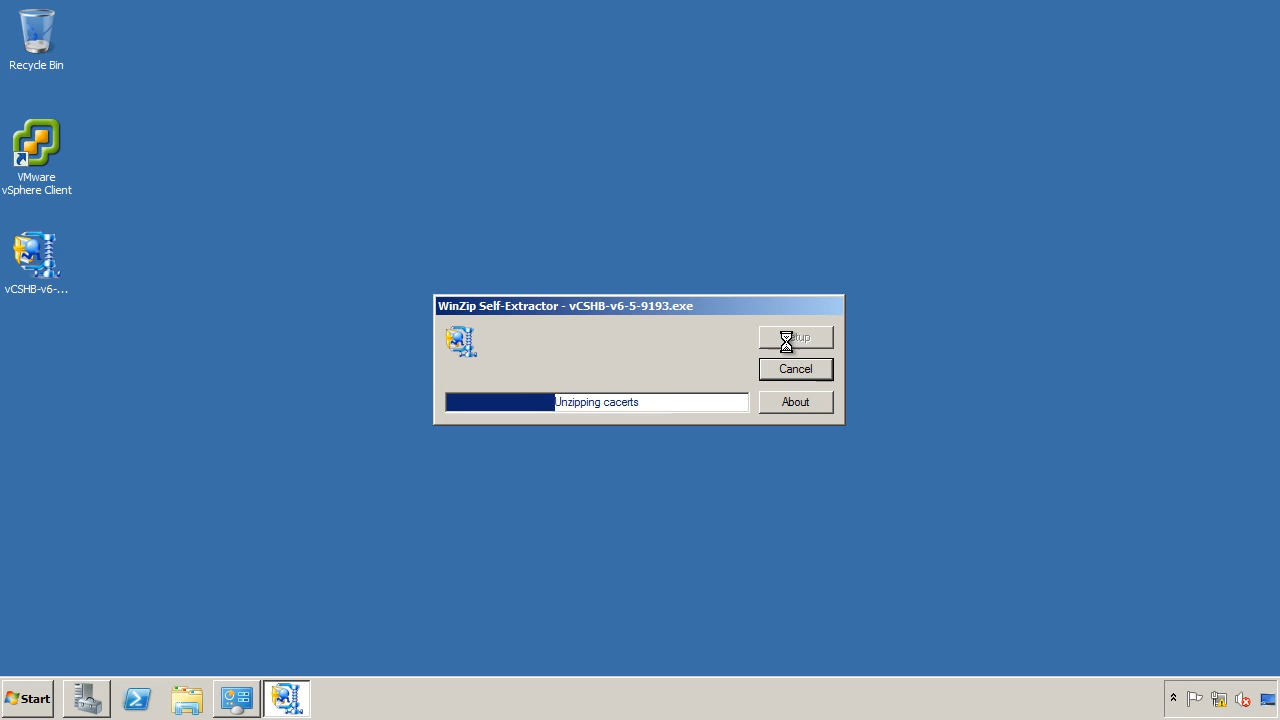 Recycle Bin
VMware
vSphere Client
vCSHB-v6-...
WinZip Self-Extractor - vCSHB-v6-5-9193.exe
Cancel
Unzipping cacerts
About
Start